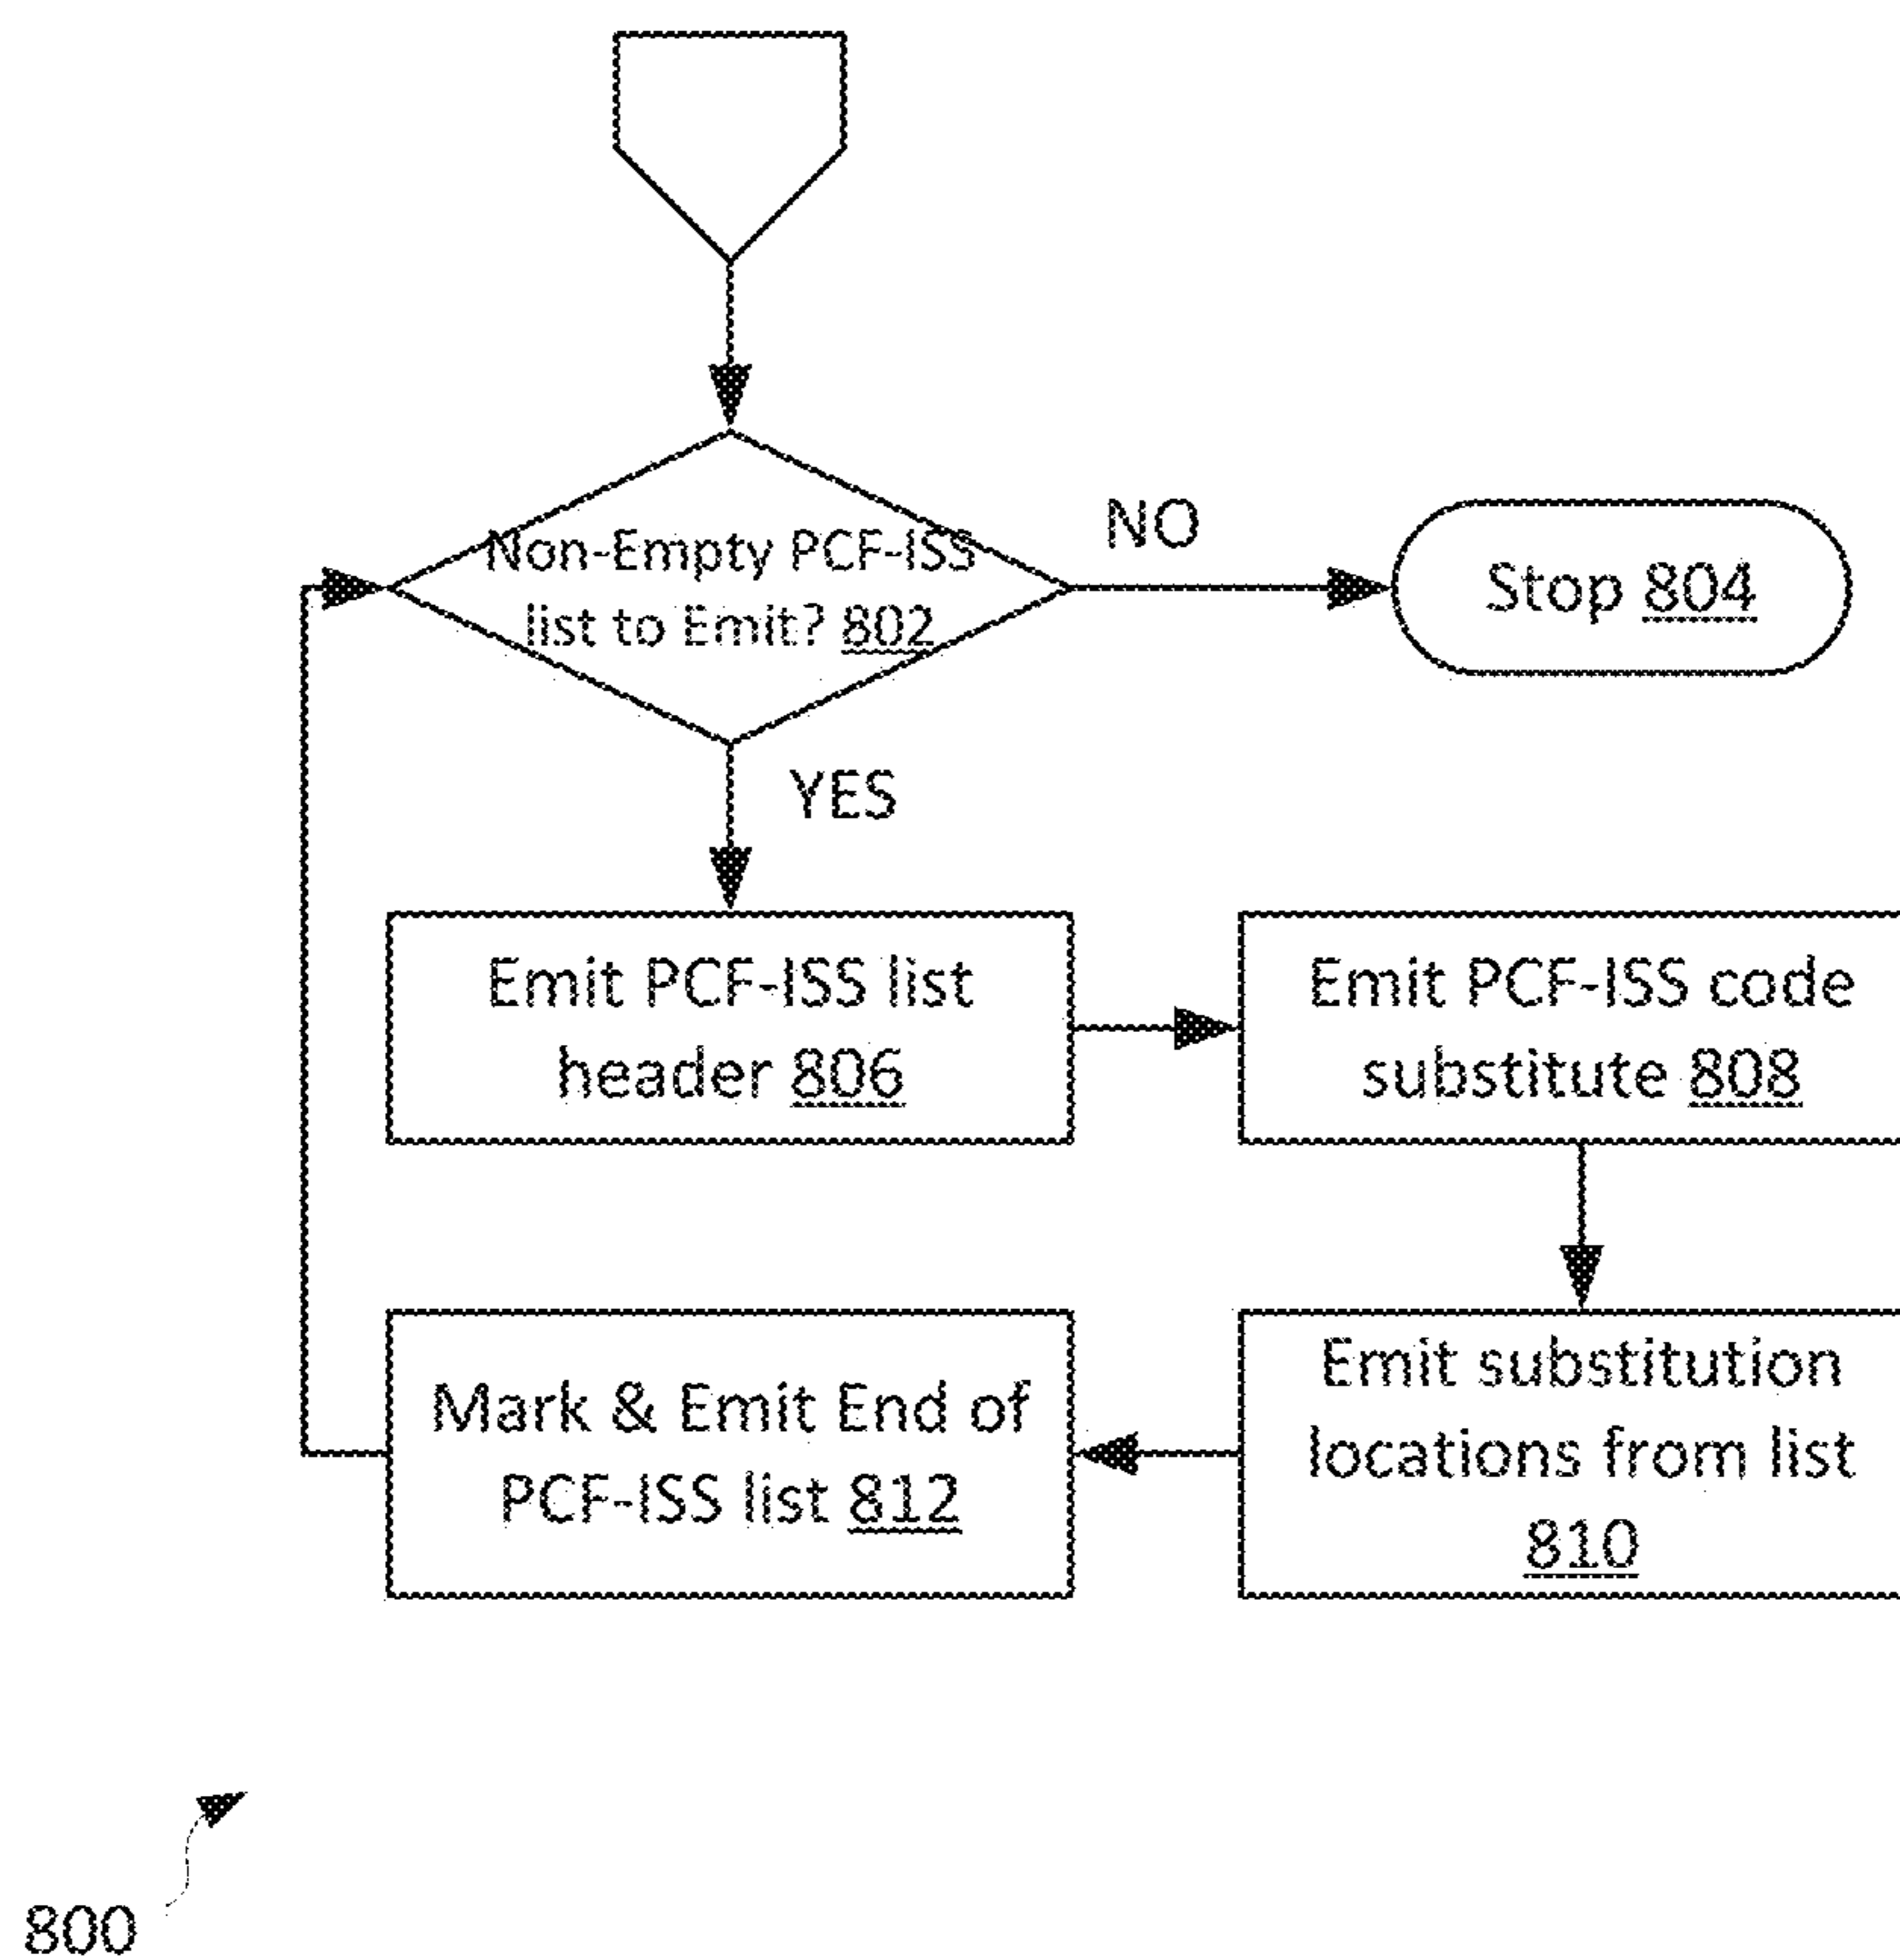 Non-Empty PCF-ISS
list to Emit? 802
NO
Stop 804
YES
Emit PCF-ISS list
header 806
Emit PCF-ISS code
substitute 808
Emit substitution
locations from list
810
Mark & Emit End of
PCF-ISS list 812
800